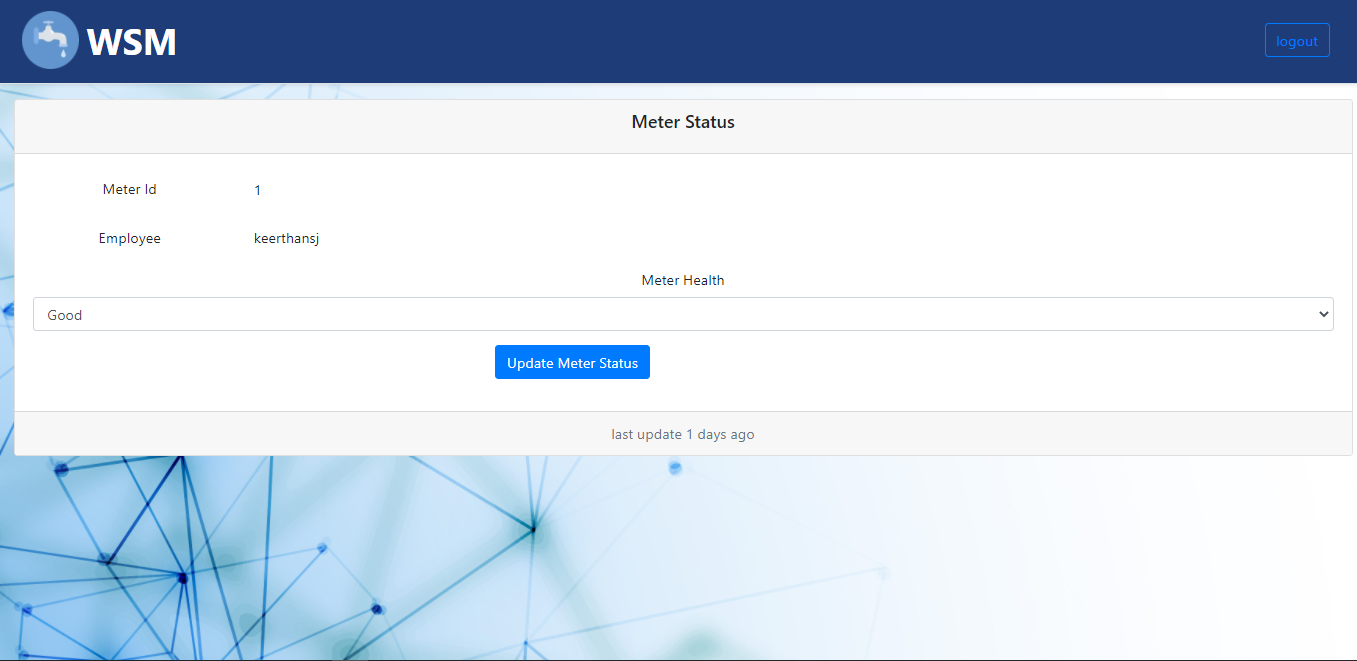 WSM
logout
Meter Status
Meter Id 1
Employee keerthansj
Meter Health
Good
Update Meter Status
last update 1 days ago